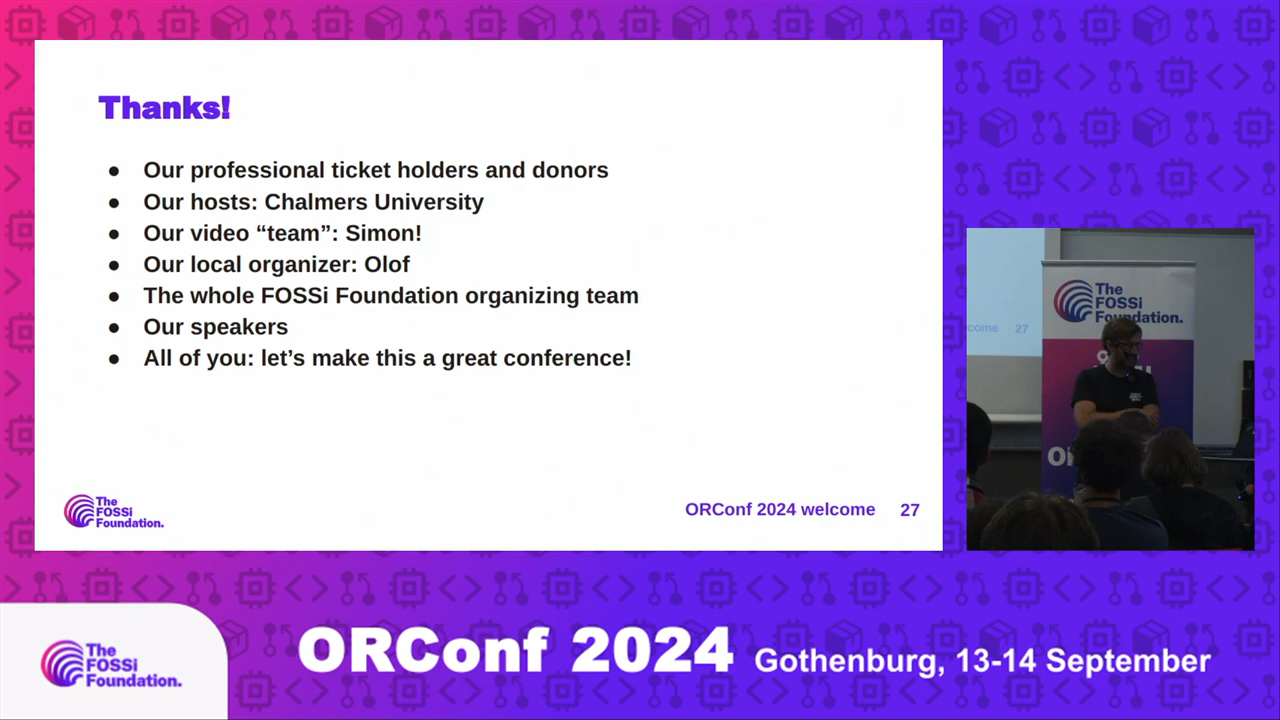 Thanks!
● Our professional ticket holders and donors
● Our hosts: Chalmers University
● Our video “team”: Simon!
● Our local organizer: Olof
● The whole FOSSi Foundation organizing team
● Our speakers
● All of you: let’s make this a great conference!
The
FOSSi
Foundation.
ORConf 2024 welcome 27
come 27
The
FOSSi
Foundation.
The
FOSSi
Foundation.
ORConf 2024 Gothenburg, 13-14 September